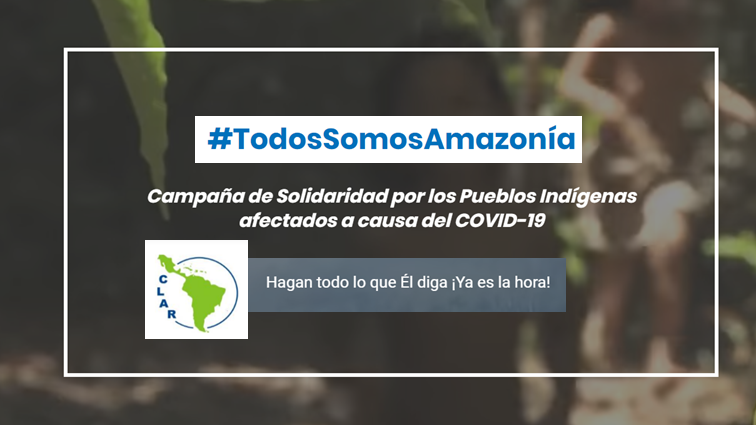 #TodosSomosAmazonía
Campaña de Solidaridad por los Pueblos Indígenas
afectados a causa del COVID-19
CLAR
Hagan todo lo que Él diga ¡Ya es la hora!